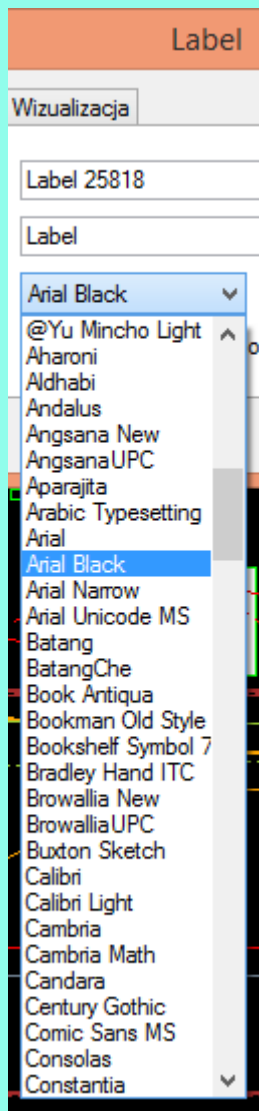 Label
Wizualizacja
Label 25818
Label
Arial Black
@Yu Mincho Light
Aharoni
Aldhabi
Andalus
Angsana New
AngsanaUPC
Aparajita
Arabic Typesetting
Arial
Arial Black
Arial Narrow
Arial Unicode MS
Batang
BatangChe
Book Antiqua
Bookman Old Style
Bookshelf Symbol 7
Bradley Hand ITC
Browallia New
BrowalliaUPC
Buxton Sketch
Calibri
Calibri Light
Cambria
Cambria Math
Candara
Century Gothic
Comic Sans MS
Consolas
Constantia